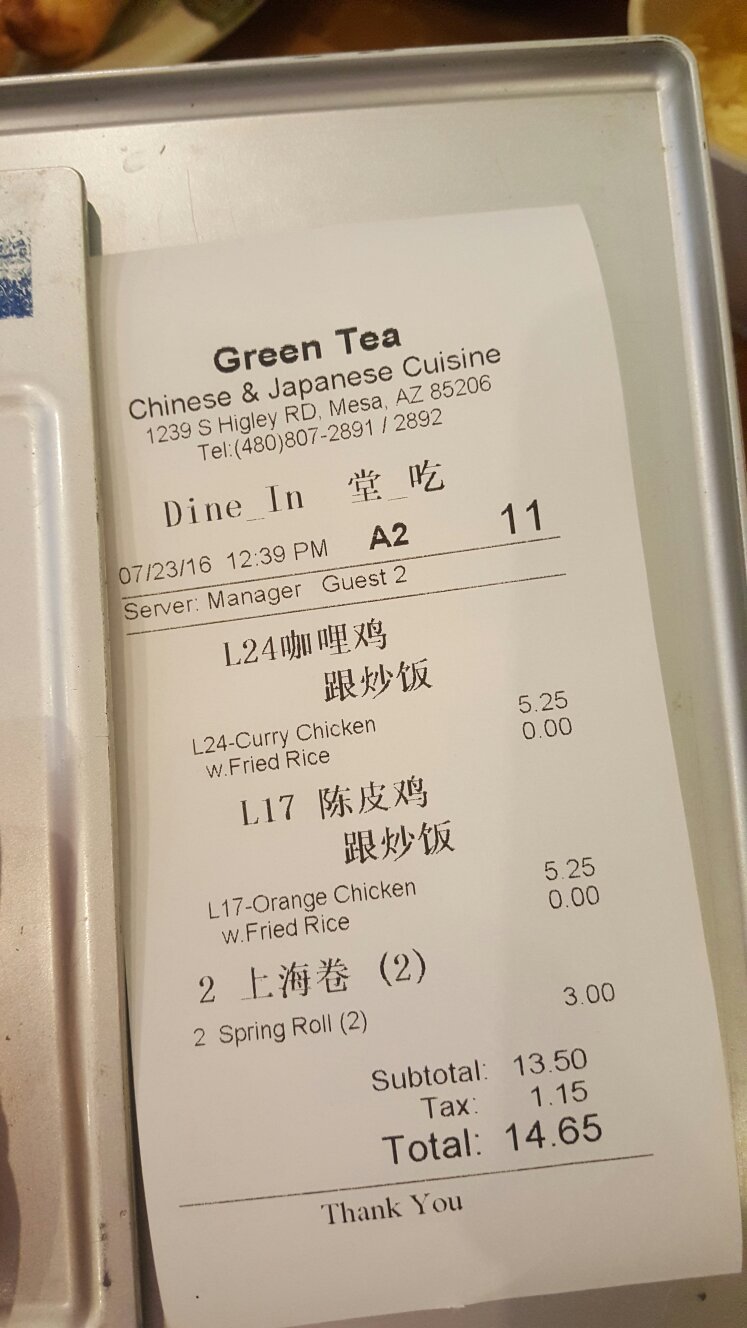 Green Tea
Chinese & Japanese Cuisine
1239 S Higley RD, Mesa, AZ 85206
Tel:(480)807-2891 / 2892
Dine_In 堂_吃
07/23/16 12:39 PM A2 11
Server: Manager Guest 2
L24咖哩鸡
跟炒饭
L24-Curry Chicken 5.25
w.Fried Rice 0.00
L17 陈皮鸡
跟炒饭
L17-Orange Chicken 5.25
w.Fried Rice 0.00
2 上海卷 (2)
2 Spring Roll (2) 3.00
Subtotal: 13.50
Tax: 1.15
Total: 14.65
Thank You